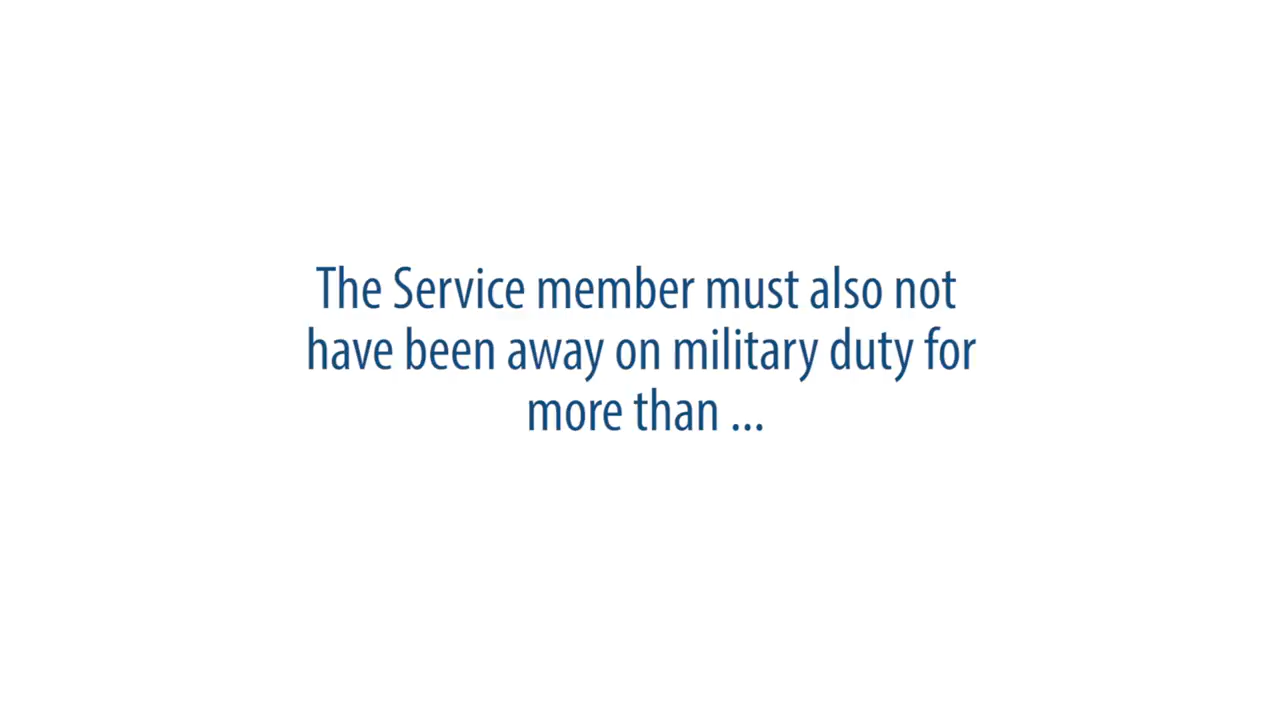 The Service member must also not
have been away on military duty for
more than ...